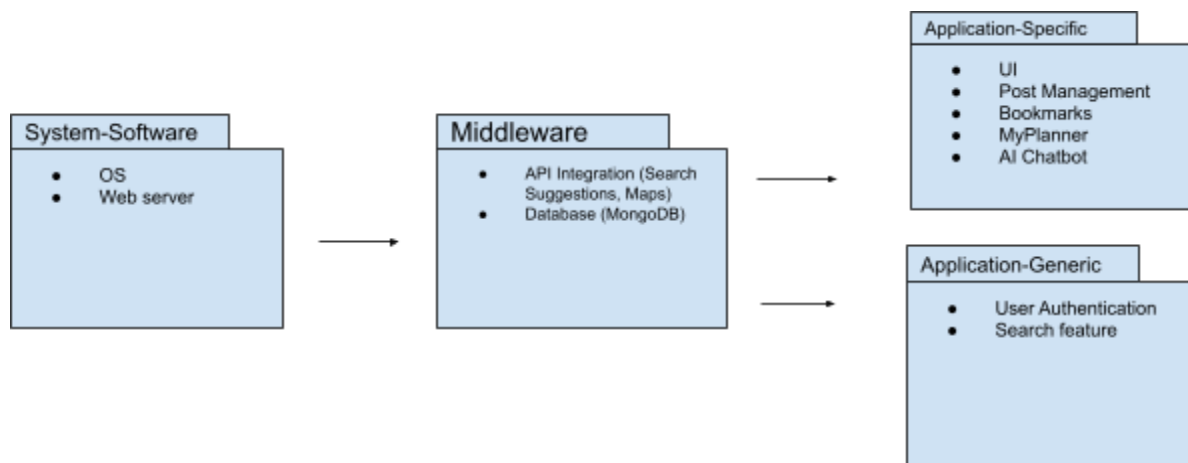 System-Software
● OS
● Web server
Middleware
● API Integration (Search
Suggestions, Maps)
● Database (MongoDB)
Application-Specific
● UI
● Post Management
● Bookmarks
● MyPlanner
● AI Chatbot
Application-Generic
● User Authentication
● Search feature